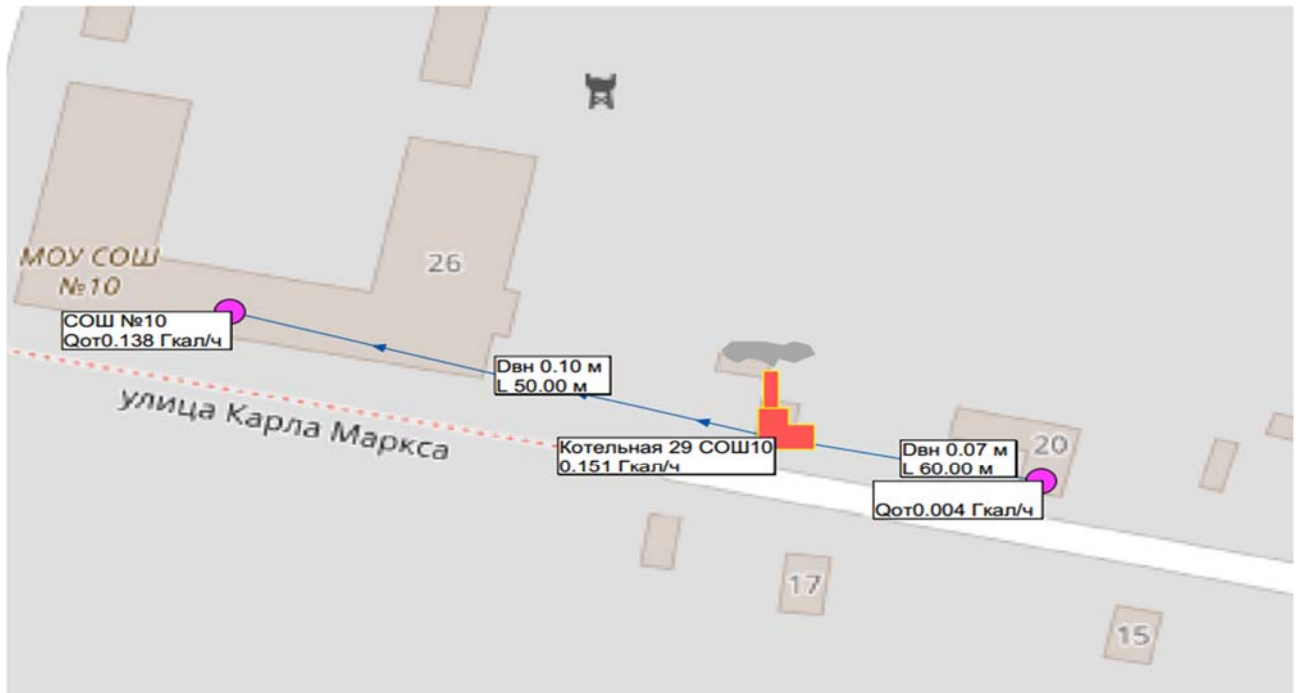 26
МОУ СОШ
№10
СОШ №10
Qот0.138 Гкал/ч
Dвн 0.10 м
L 50.00 м
улица Карла Маркса
Котельная 29 СОШ10
0.151 Гкал/ч
20
Dвн 0.07 м
L 60.00 м
Qот0.004 Гкал/ч
17
15